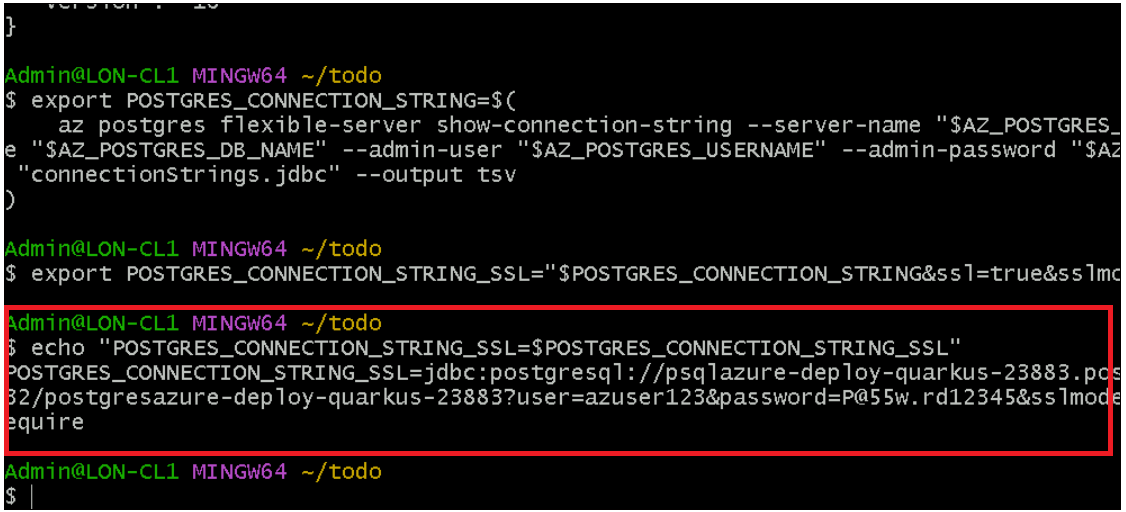 }
Admin@LON-CL1 MINGW64 ~/todo
$ export POSTGRES_CONNECTION_STRING=$(
    az postgres flexible-server show-connection-string --server-name "$AZ_POSTGRES_
e "$AZ_POSTGRES_DB_NAME" --admin-user "$AZ_POSTGRES_USERNAME" --admin-password "$AZ
 "connectionStrings.jdbc" --output tsv
)
Admin@LON-CL1 MINGW64 ~/todo
$ export POSTGRES_CONNECTION_STRING_SSL="$POSTGRES_CONNECTION_STRING&ssl=true&sslmo
Admin@LON-CL1 MINGW64 ~/todo
$ echo "POSTGRES_CONNECTION_STRING_SSL=$POSTGRES_CONNECTION_STRING_SSL"
POSTGRES_CONNECTION_STRING_SSL=jdbc:postgresql://psqlazure-deploy-quarkus-23883.pos
32/postgresazure-deploy-quarkus-23883?user=azuser123&password=P@55w.rd12345&sslmode
equire
Admin@LON-CL1 MINGW64 ~/todo
$